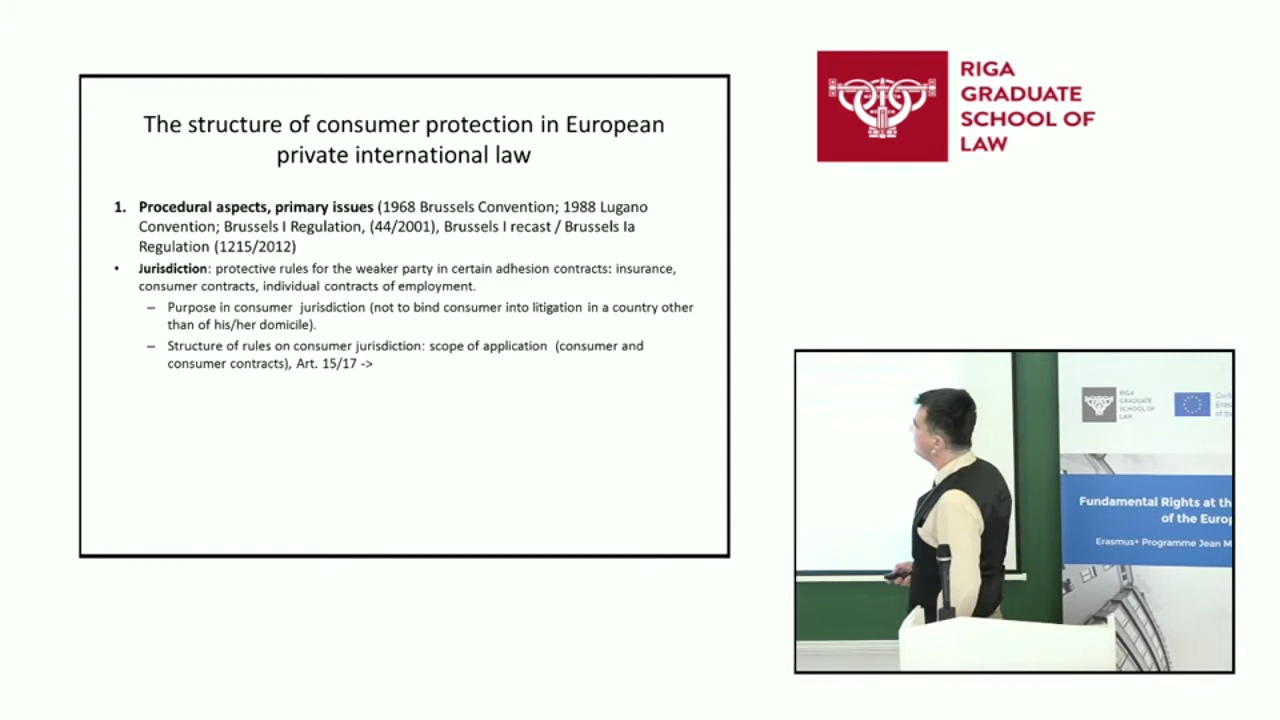 The structure of consumer protection in European
private international law
1. Procedural aspects, primary issues (1968 Brussels Convention; 1988 Lugano
Convention; Brussels I Regulation, (44/2001), Brussels I recast / Brussels Ia
Regulation (1215/2012)
• Jurisdiction: protective rules for the weaker party in certain adhesion contracts: insurance,
consumer contracts, individual contracts of employment.
– Purpose in consumer jurisdiction (not to bind consumer into litigation in a country other
than of his/her domicile).
– Structure of rules on consumer jurisdiction: scope of application (consumer and
consumer contracts), Art. 15/17 ->
RIGA
GRADUATE
SCHOOL OF
LAW
RIGA
GRADUATE
SCHOOL OF
LAW
Fundamental Rights at th
of the Europ
Erasmus+ Programme Jean M